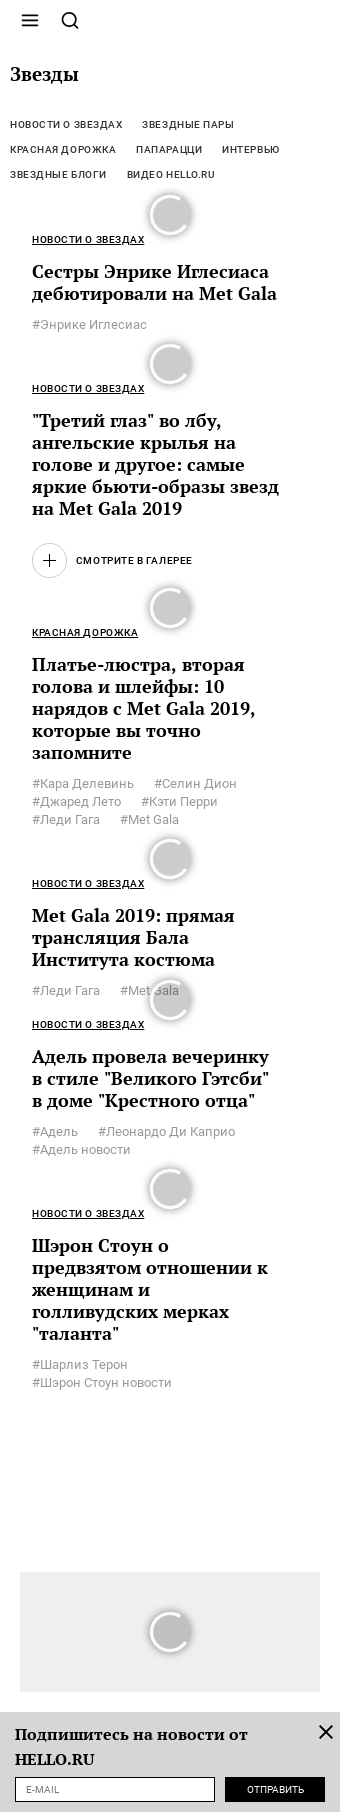 Звезды
НОВОСТИ О ЗВЕЗДАХ ЗВЕЗДНЫЕ ПАРЫ
КРАСНАЯ ДОРОЖКА ПАПАРАЦЦИ ИНТЕРВЬЮ
ЗВЕЗДНЫЕ БЛОГИ ВИДЕО HELLO.RU
НОВОСТИ О ЗВЕЗДАХ
Сестры Энрике Иглесиаса
дебютировали на Met Gala
#Энрике Иглесиас
НОВОСТИ О ЗВЕЗДАХ
"Третий глаз" во лбу,
ангельские крылья на
голове и другое: самые
яркие бьюти-образы звезд
на Met Gala 2019
СМОТРИТЕ В ГАЛЕРЕЕ
КРАСНАЯ ДОРОЖКА
Платье-люстра, вторая
голова и шлейфы: 10
нарядов с Met Gala 2019,
которые вы точно
запомните
#Кара Делевинь #Селин Дион
#Джаред Лето #Кэти Перри
#Леди Гага #Met Gala
НОВОСТИ О ЗВЕЗДАХ
Met Gala 2019: прямая
трансляция Бала
Института костюма
#Леди Гага #Met Gala
НОВОСТИ О ЗВЕЗДАХ
Адель провела вечеринку
в стиле "Великого Гэтсби"
в доме "Крестного отца"
#Адель #Леонардо Ди Каприо
#Адель новости
НОВОСТИ О ЗВЕЗДАХ
Шэрон Стоун о
предвзятом отношении к
женщинам и
голливудских мерках
"таланта"
#Шарлиз Терон
#Шэрон Стоун новости
Подпишитесь на новости от
HELLO.RU
E-MAIL ОТПРАВИТЬ